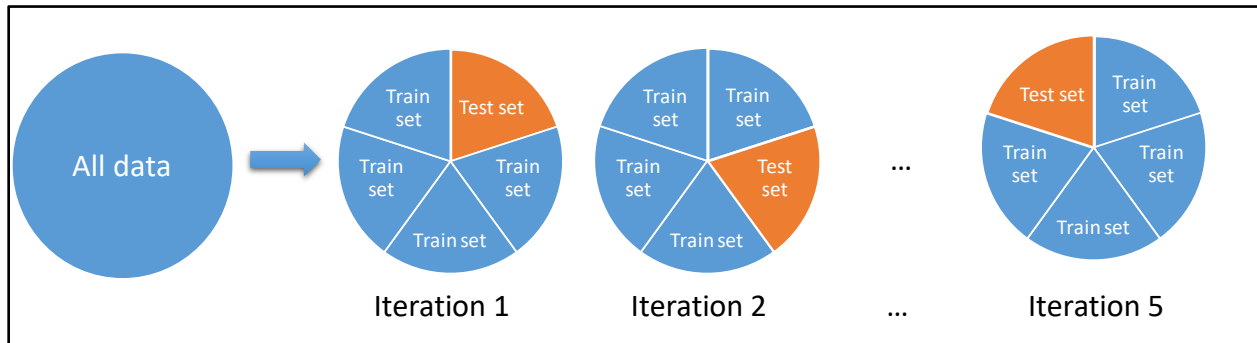 All data
Train
set
Test set
Train
set
Train
set
Train set
Iteration 1
Train
set
Train
set
Train
set
Test
set
Train set
Iteration 2
...
...
Test set
Train
set
Train
set
Train
set
Train set
Iteration 5